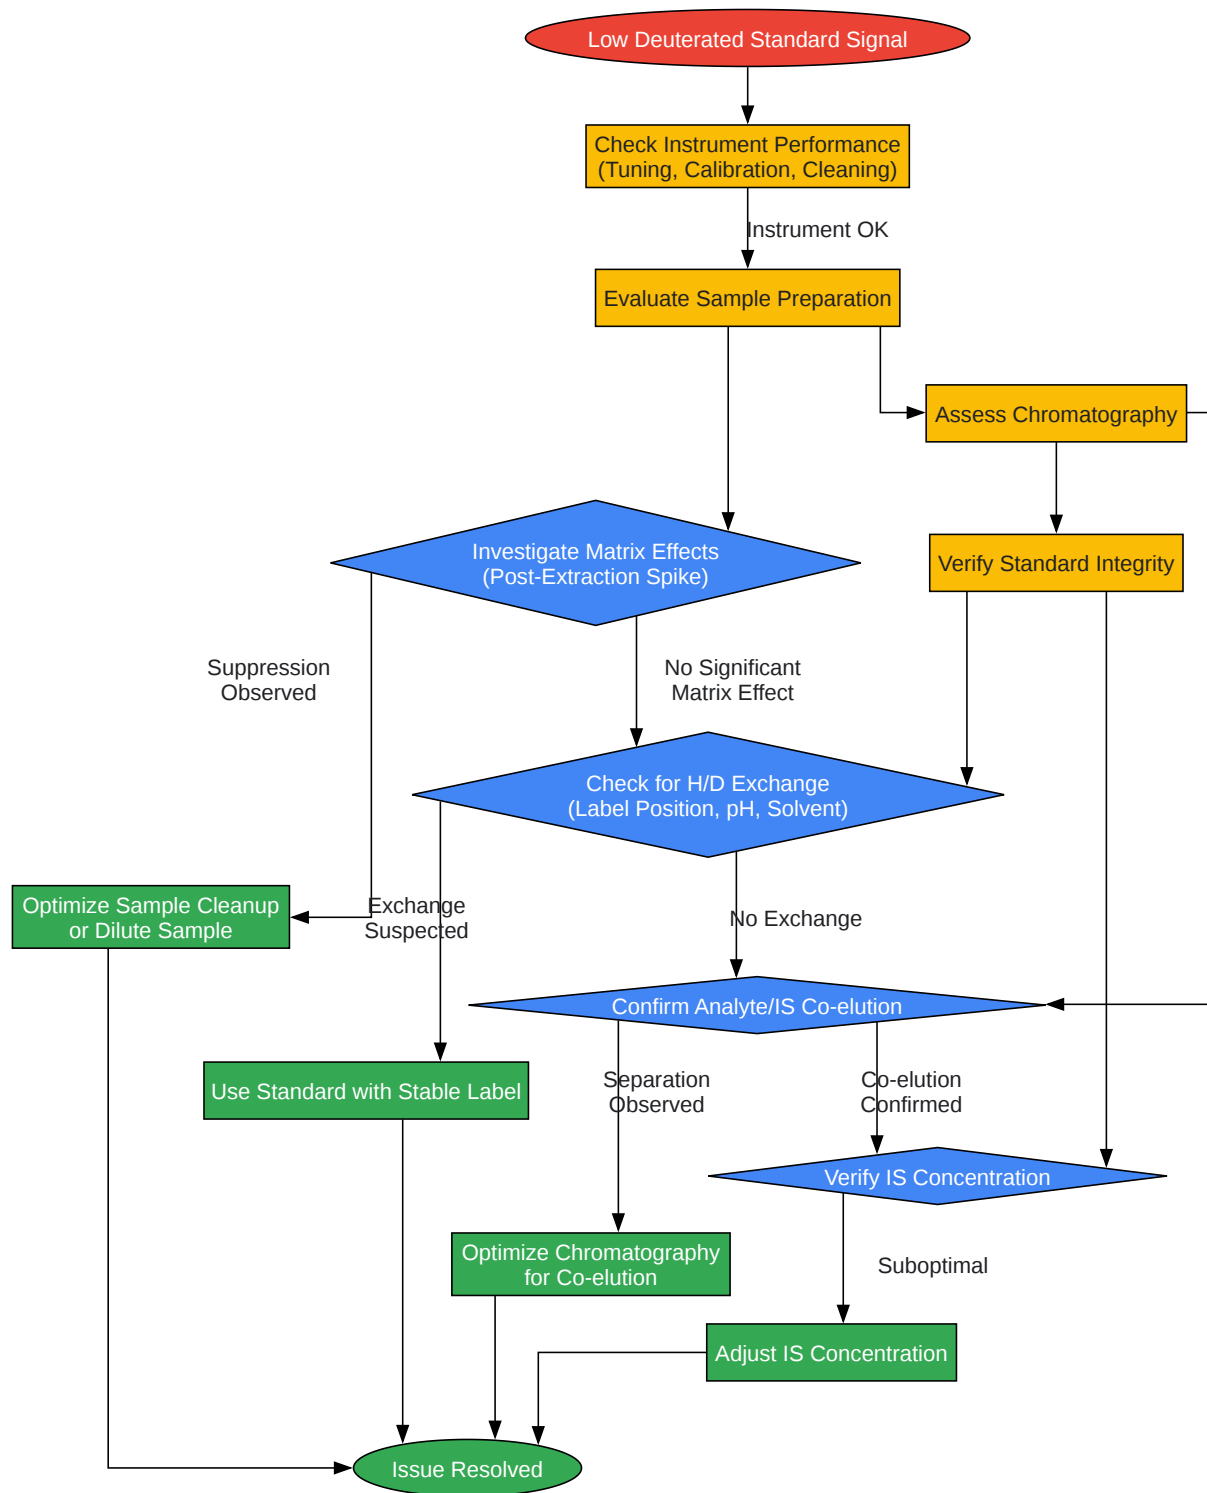 Low Deuterated Standard Signal
Check Instrument Performance
(Tuning, Calibration, Cleaning)
Instrument OK
Evaluate Sample Preparation
Assess Chromatography
Investigate Matrix Effects
(Post-Extraction Spike)
Verify Standard Integrity
Suppression
Observed
No Significant
Matrix Effect
Check for H/D Exchange
(Label Position, pH, Solvent)
Optimize Sample Cleanup
or Dilute Sample
Exchange
Suspected
No Exchange
Confirm Analyte/IS Co-elution
Use Standard with Stable Label
Separation
Observed
Co-elution
Confirmed
Verify IS Concentration
Optimize Chromatography
for Co-elution
Suboptimal
Adjust IS Concentration
Issue Resolved